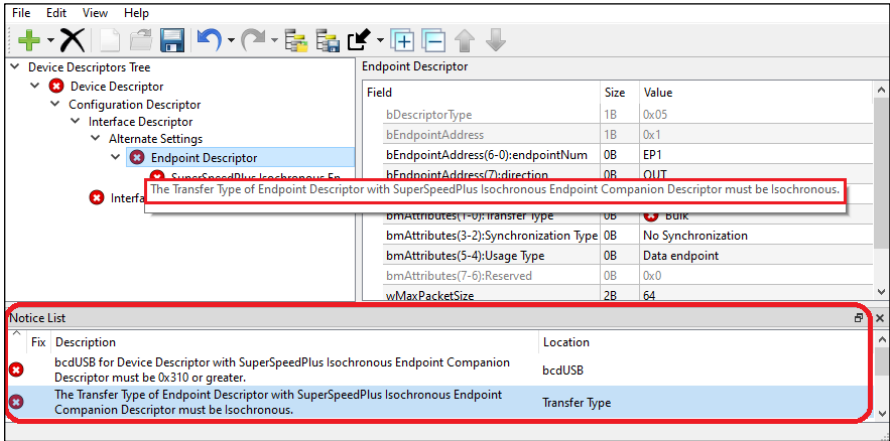 File Edit View Help
Device Descriptors Tree
Device Descriptor
Configuration Descriptor
Interface Descriptor
Alternate Settings
Endpoint Descriptor
SuperSpeedPlus Isochronous En
Interfa
The Transfer Type of Endpoint Descriptor with SuperSpeedPlus Isochronous Endpoint Companion Descriptor must be Isochronous.
Endpoint Descriptor
Field Size Value
bDescriptorType 1B 0x05
bEndpointAddress 1B 0x1
bEndpointAddress(6-0):endpointNum 0B EP1
bEndpointAddress(7):direction 0B OUT
bmAttributes(1-0):Transfer Type 0B Bulk
bmAttributes(3-2):Synchronization Type 0B No Synchronization
bmAttributes(5-4):Usage Type 0B Data endpoint
bmAttributes(7-6):Reserved 0B 0x0
wMaxPacketSize 2B 64
Notice List
Fix Description Location
bcdUSB for Device Descriptor with SuperSpeedPlus Isochronous Endpoint Companion
Descriptor must be 0x310 or greater.
bcdUSB
The Transfer Type of Endpoint Descriptor with SuperSpeedPlus Isochronous Endpoint
Companion Descriptor must be Isochronous.
Transfer Type